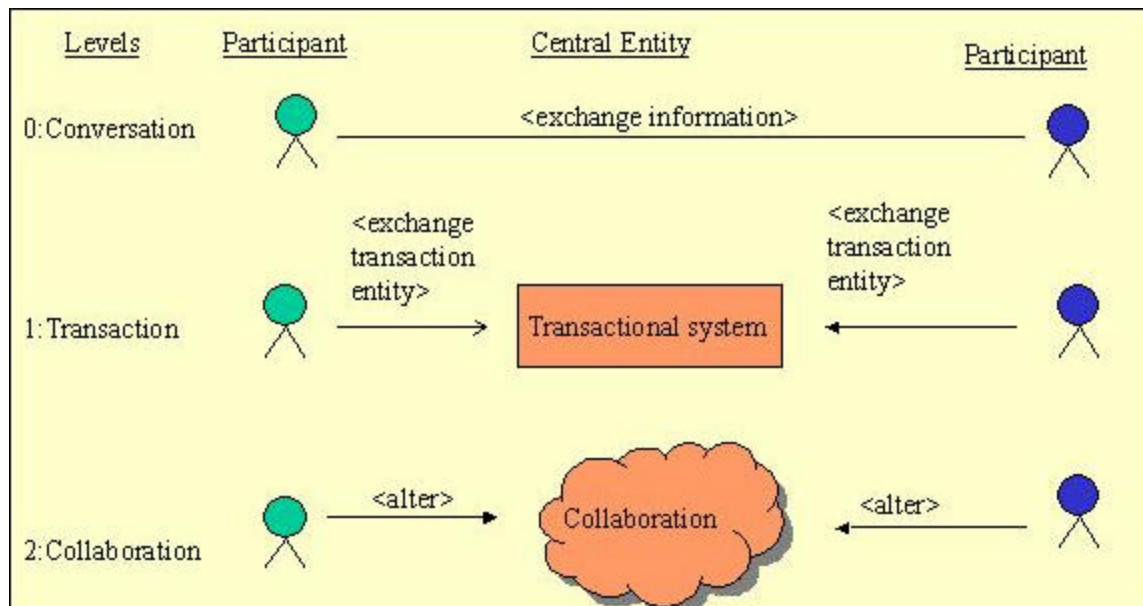 Levels
Participant
Central Entity
Participant
0:Conversation
<exchange information>
<exchange
transaction
entity>
<exchange
transaction
entity>
1:Transaction
Transactional system
<alter>
Collaboration
<alter>
2:Collaboration